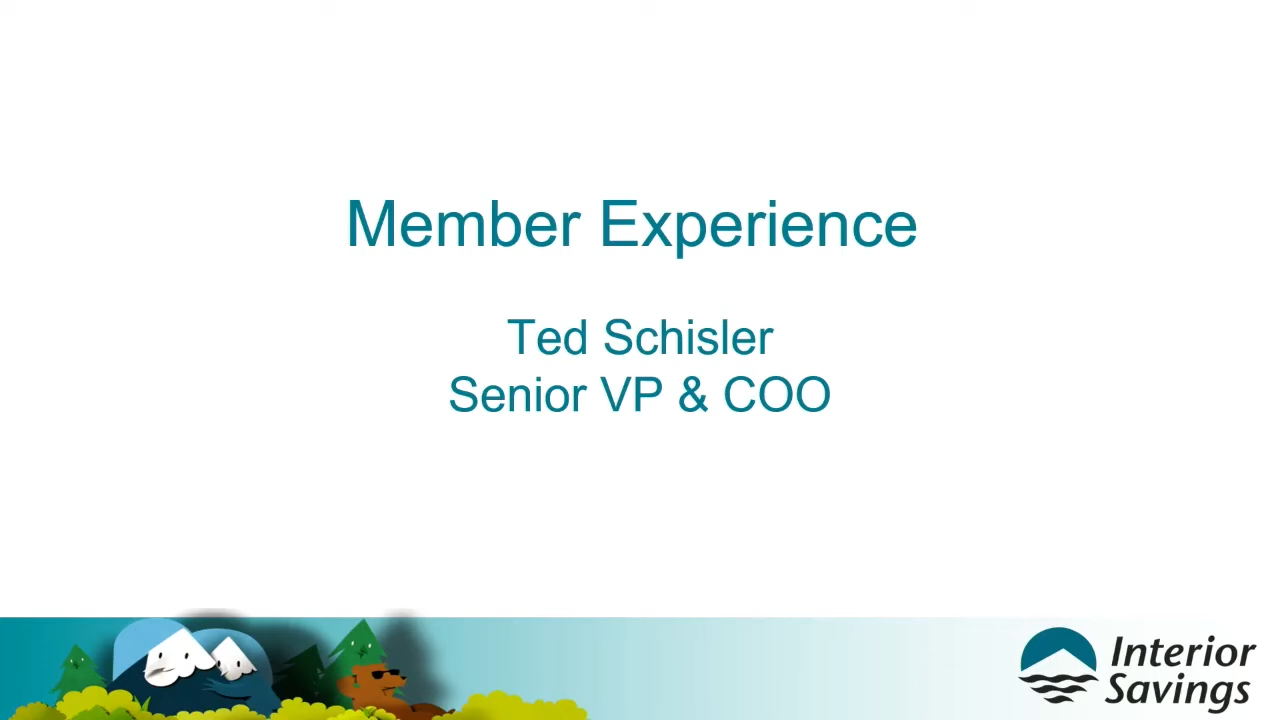 Member Experience
Ted Schisler
Senior VP & COO
Interior
Savings